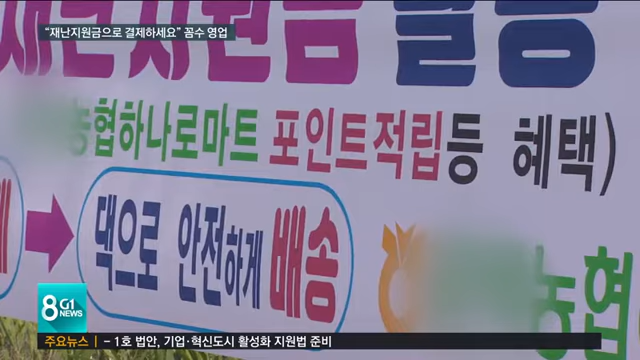 “재난지원금으로 결제하세요” 꼼수 영업
재난지원금
농협하나로마트 포인트적립등 혜택)
댁으로 안전하게 배송
농협
8 G1 NEWS
주요뉴스 - 1호 법안, 기업·혁신도시 활성화 지원법 준비